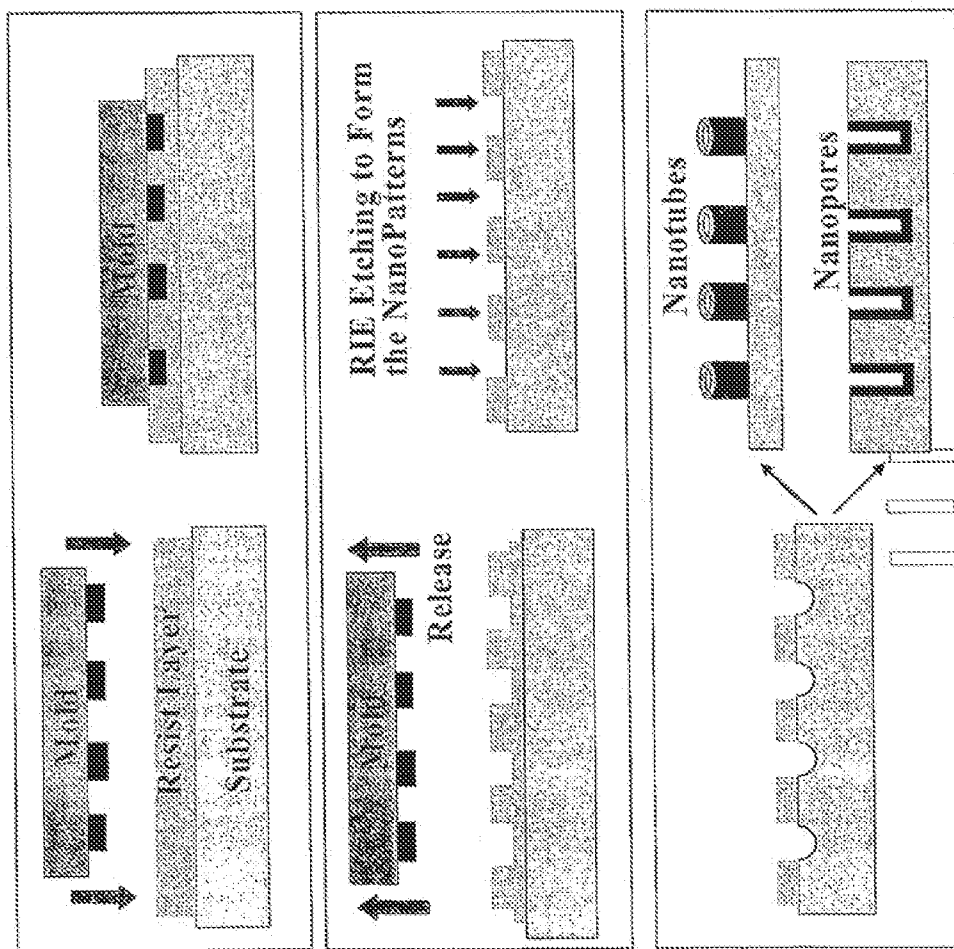 Mold
Resist Layer
Substrate
Mold
Mold
Release
RIE Etching to Form
the NanoPatterns
Nanotubes
Nanopores